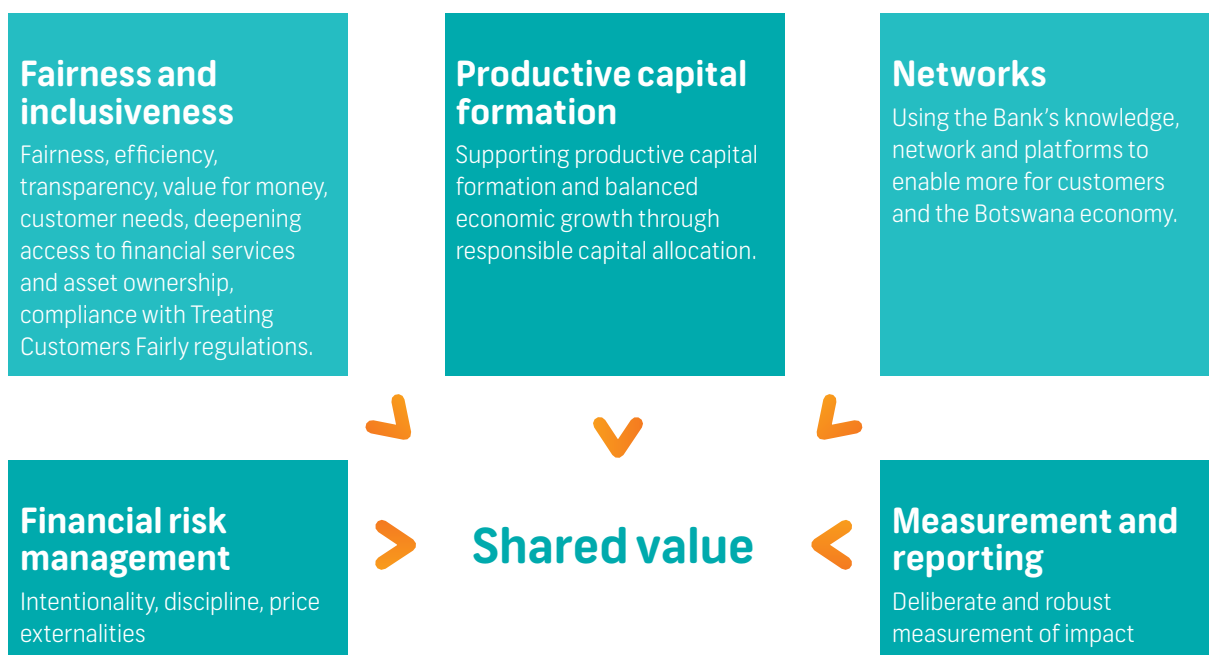 Fairness and
inclusiveness
Fairness, efficiency,
transparency, value for money,
customer needs, deepening
access to financial services
and asset ownership,
compliance with Treating
Customers Fairly regulations.
Productive capital
formation
Supporting productive capital
formation and balanced
economic growth through
responsible capital allocation.
Networks
Using the Bank’s knowledge,
network and platforms to
enable more for customers
and the Botswana economy.
Financial risk
management
Intentionality, discipline, price
externalities
Shared value
Measurement and
reporting
Deliberate and robust
measurement of impact